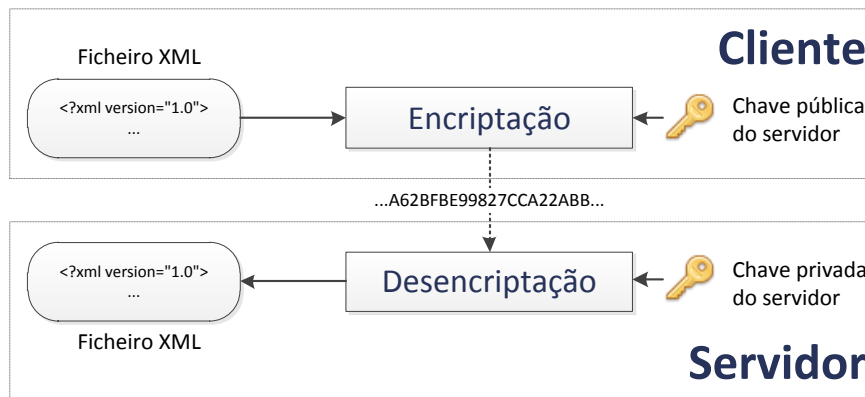 Cliente
Ficheiro XML
<?xml version="1.0">
...
Encriptação
Chave pública
do servidor
...A62BFBE99827CCA22ABB...
<?xml version="1.0">
...
Desencriptação
Chave privada
do servidor
Ficheiro XML
Servidor